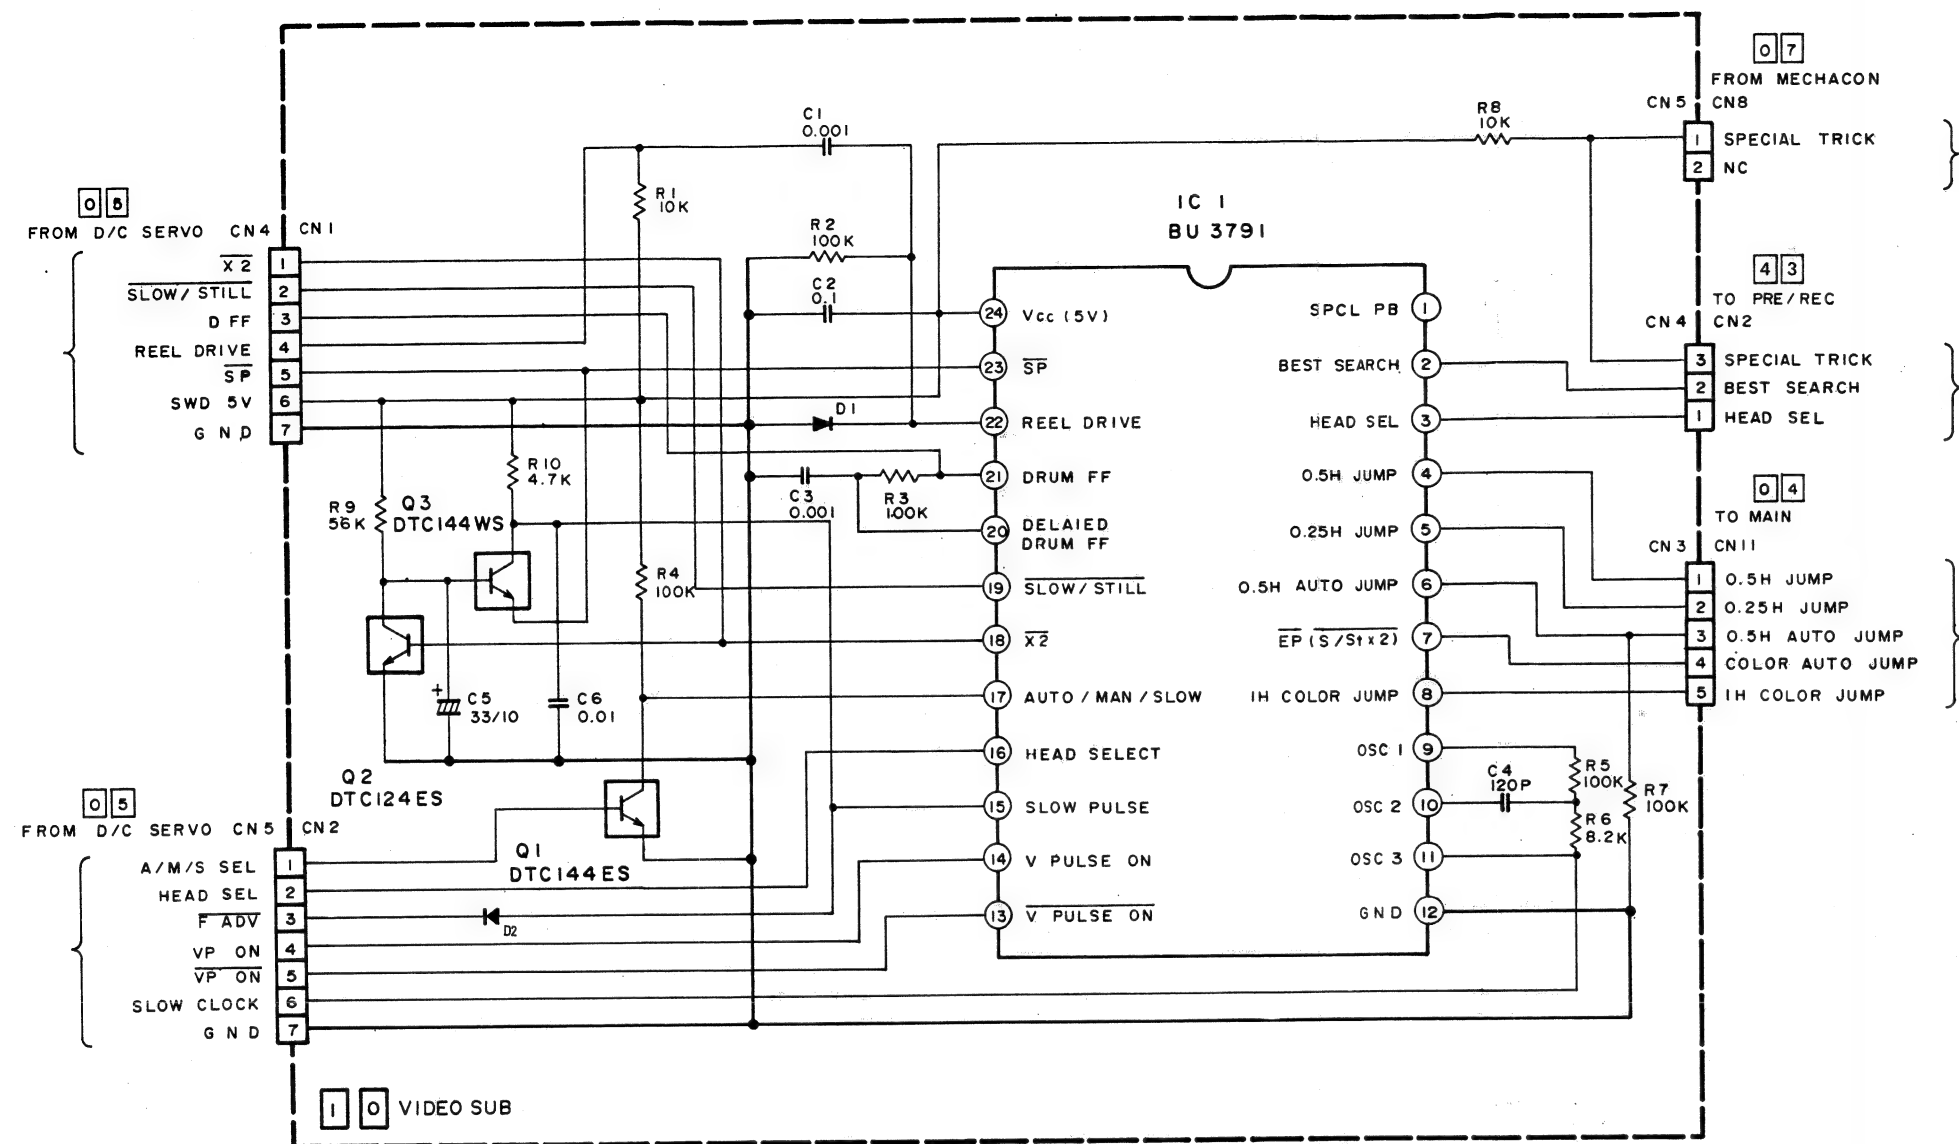 0 7
FROM MECHACON
CN5 CN8
1 SPECIAL TRICK
2 NC
C1
0.001
R8
10K
R1
10K
0 5
FROM D/C SERVO CN4 CN1
X2 1
SLOW/STILL 2
D FF 3
REEL DRIVE 4
SP 5
SWD 5V 6
GND 7
R2
100K
C2
0.1
IC 1
BU 3791
D1
4 3
TO PRE/REC
CN4 CN2
3 SPECIAL TRICK
2 BEST SEARCH
1 HEAD SEL
24 Vcc (5V)
23 SP
22 REEL DRIVE
21 DRUM FF
20 DELAIED
DRUM FF
19 SLOW/STILL
18 X2
17 AUTO/MAN/SLOW
16 HEAD SELECT
15 SLOW PULSE
14 V PULSE ON
13 V PULSE ON
SPCL PB 1
BEST SEARCH 2
HEAD SEL 3
0.5H JUMP 4
0.25H JUMP 5
0.5H AUTO JUMP 6
EP (S/St x2) 7
1H COLOR JUMP 8
OSC 1 9
OSC 2 10
OSC 3 11
GND 12
R10
4.7K
R9
56K
Q3
DTC144WS
C3
0.001
R3
100K
R4
100K
+
C5
33/10
C6
0.01
Q2
DTC124ES
Q1
DTC144ES
0 4
TO MAIN
CN3 CN11
1 0.5H JUMP
2 0.25H JUMP
3 0.5H AUTO JUMP
4 COLOR AUTO JUMP
5 1H COLOR JUMP
C4
120P
R5
100K
R6
8.2K
R7
100K
0 5
FROM D/C SERVO CN5 CN2
A/M/S SEL 1
HEAD SEL 2
F ADV 3
VP ON 4
VP ON 5
SLOW CLOCK 6
GND 7
D2
1 0 VIDEO SUB